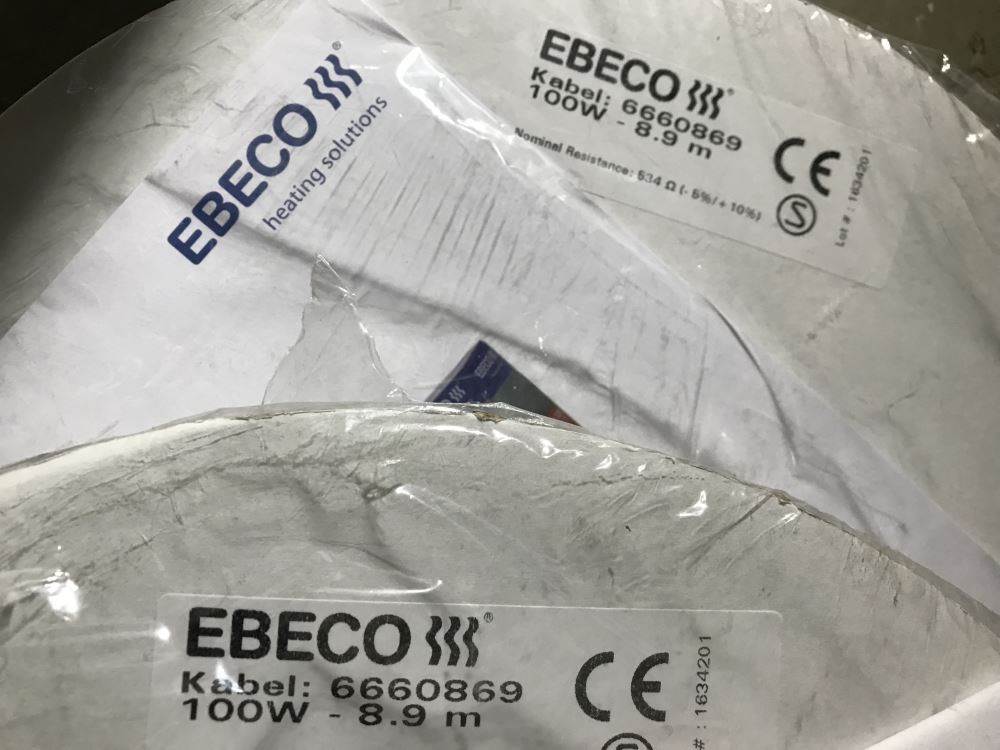 EBECO®
heating solutions
EBECO®
Kabel: 6660869
100W - 8.9 m
Nominal Resistance: 534 Ω (- 5%/+ 10%)
CE
S
Lot # : 1634201
EBECO
EBECO®
Kabel: 6660869
100W - 8.9 m
CE
# : 1634201